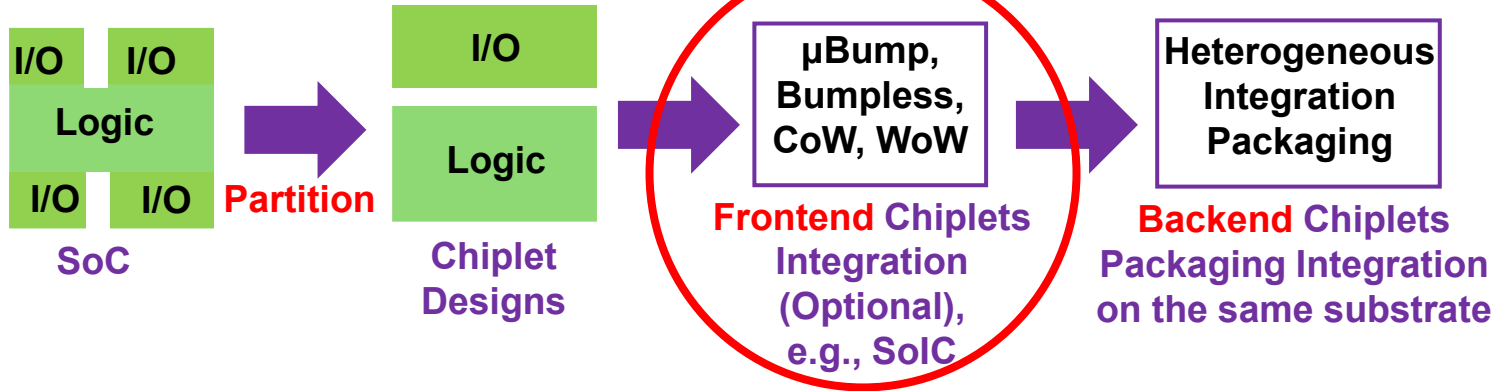 I/O
I/O
Logic
I/O
I/O
SoC
Partition
I/O
Logic
Chiplet
Designs
μBump,
Bumpless,
CoW, WoW
Frontend Chiplets
Integration
(Optional),
e.g., SoIC
Heterogeneous
Integration
Packaging
Backend Chiplets
Packaging Integration
on the same substrate